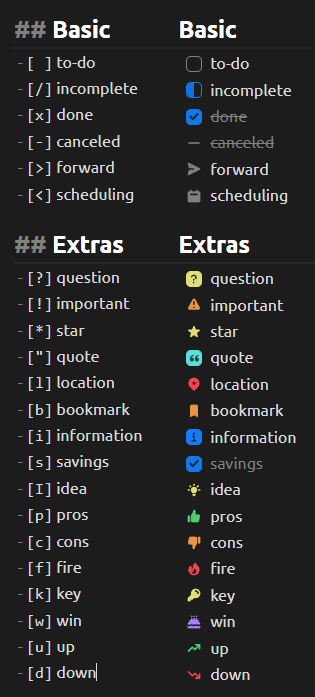 ## Basic Basic
- [ ] to-do to-do
- [/] incomplete incomplete
- [x] done done
- [-] canceled canceled
- [>] forward forward
- [<] scheduling scheduling
## Extras Extras
- [?] question ? question
- [!] important ! important
- [*] star star
- ["] quote quote
- [l] location location
- [b] bookmark bookmark
- [i] information i information
- [s] savings savings
- [I] idea idea
- [p] pros pros
- [c] cons cons
- [f] fire fire
- [k] key key
- [w] win win
- [u] up up
- [d] down down